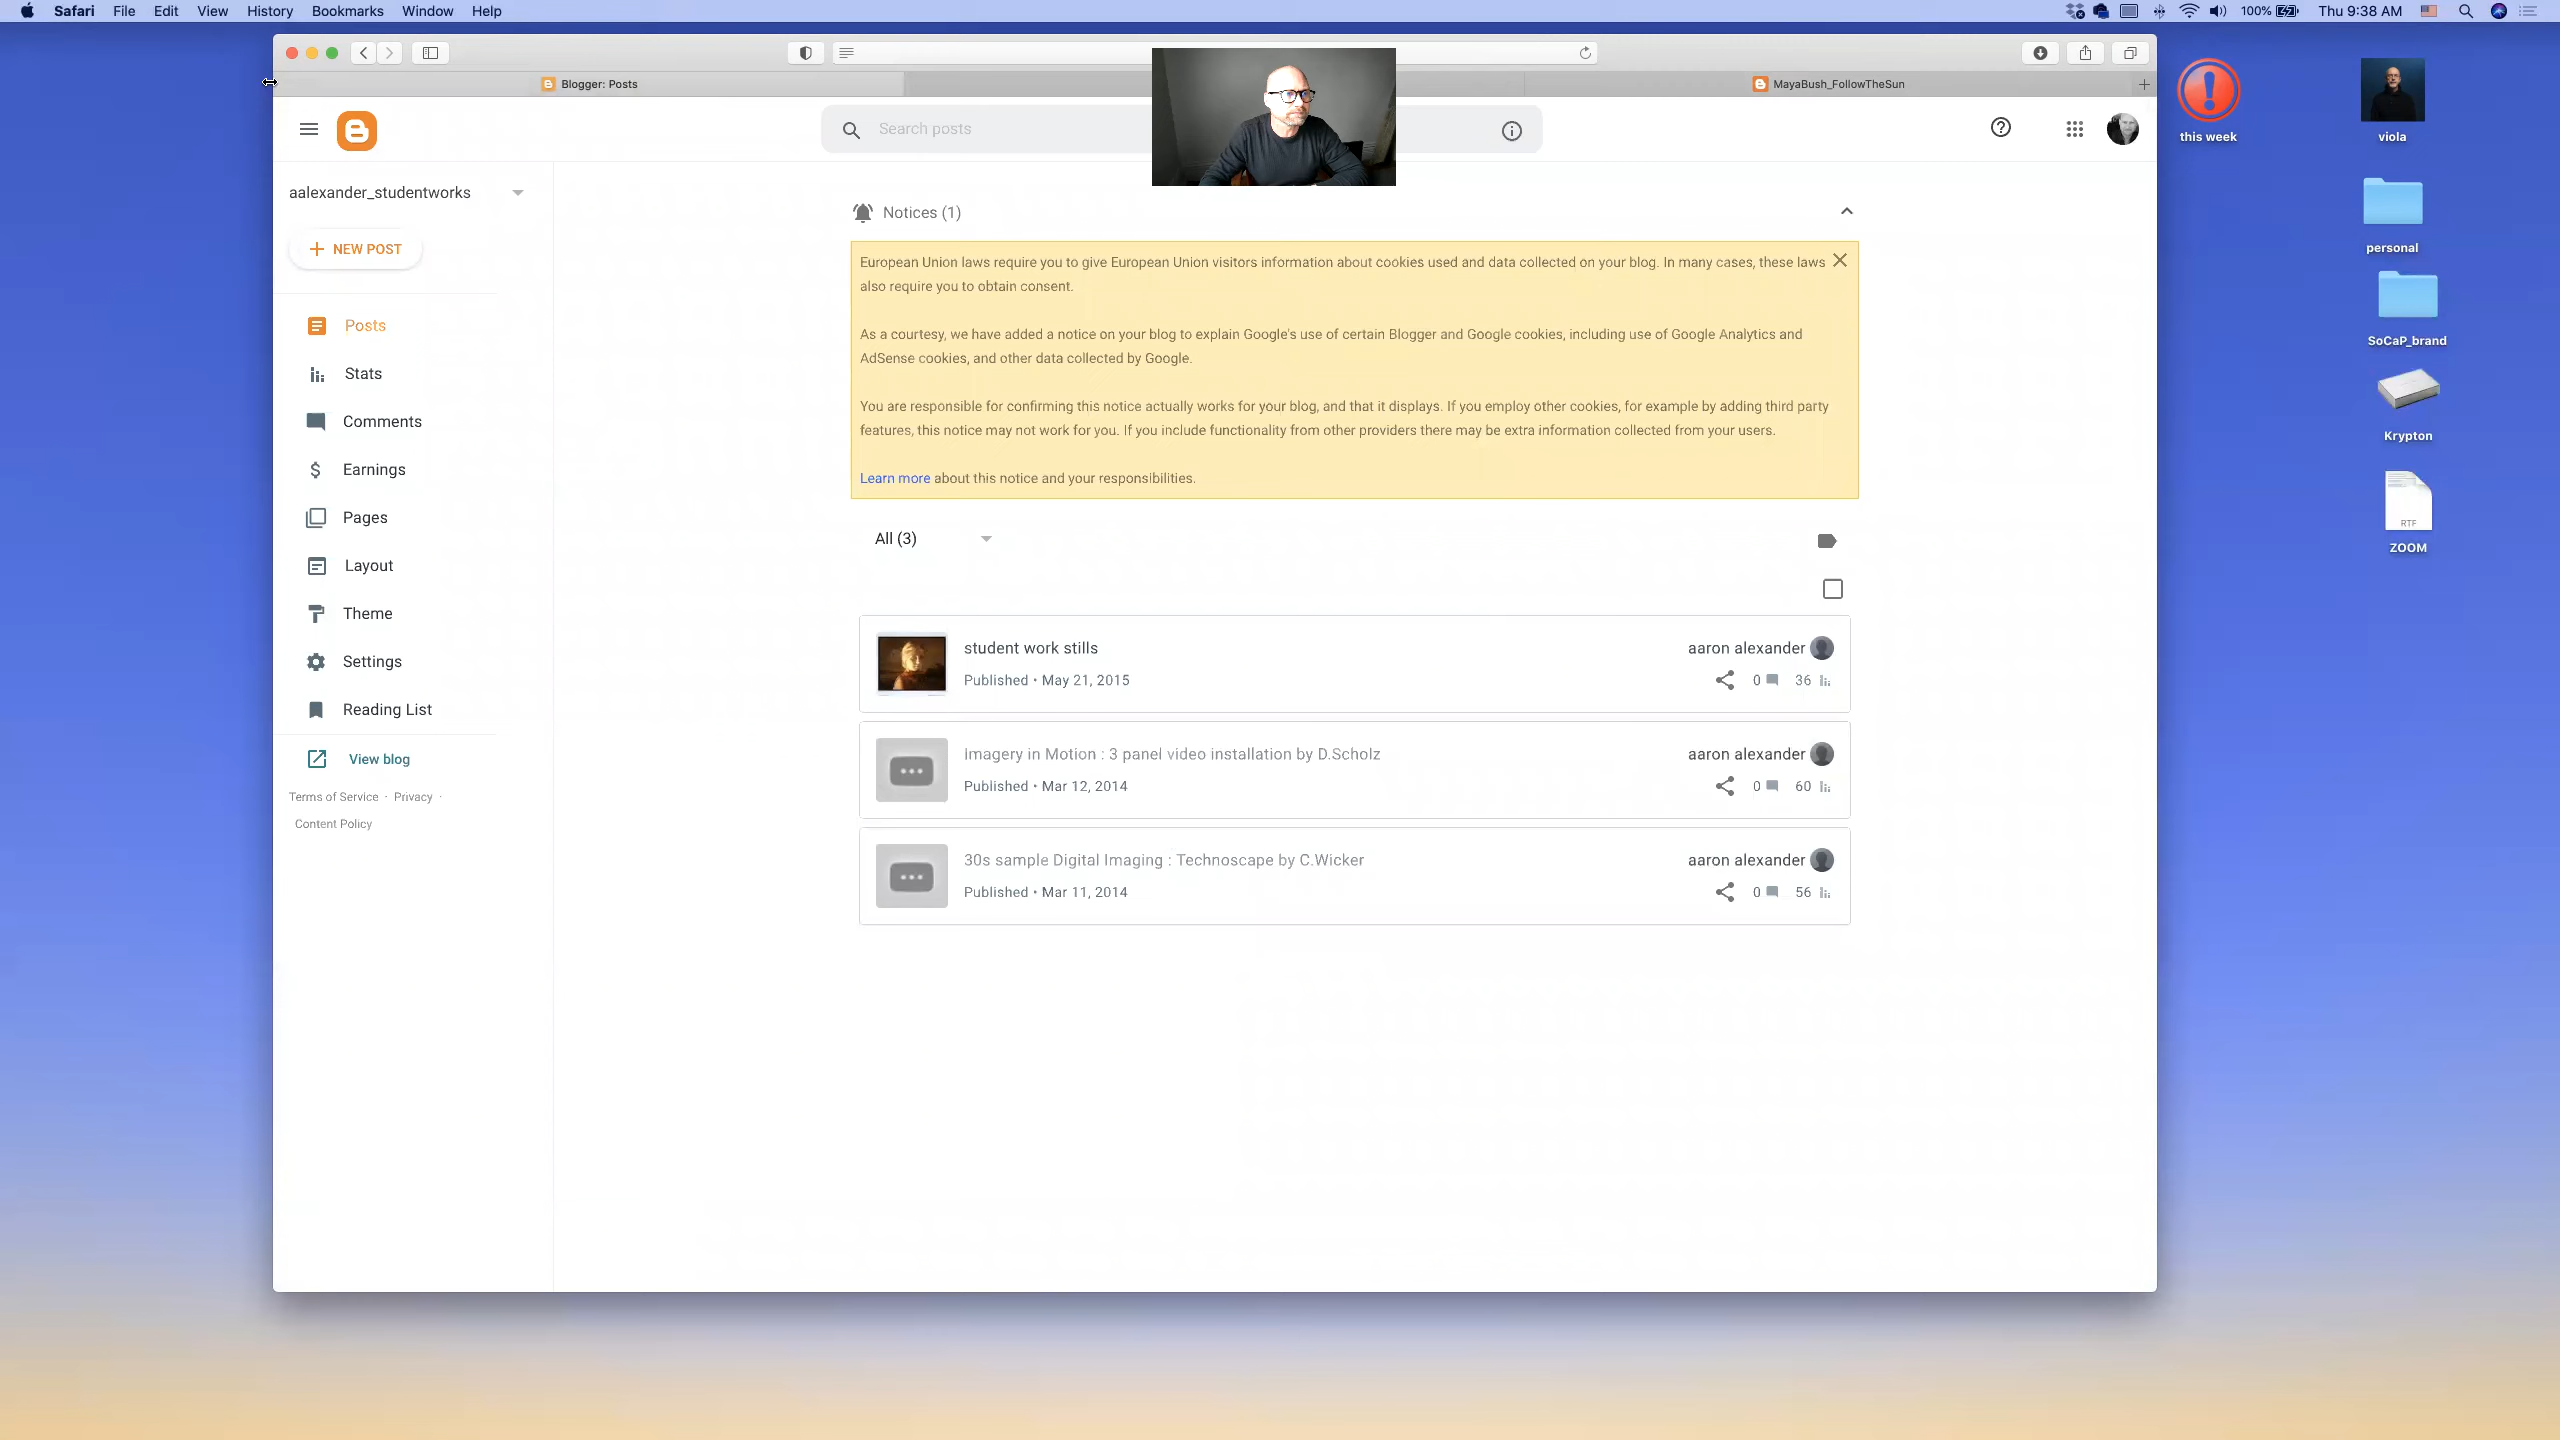 Safari File Edit View History Bookmarks Window Help
100% Thu 9:38 AM
Blogger: Posts
MayaBush_FollowTheSun
Search posts
this week
viola
aalexander_studentworks
Notices (1)
NEW POST
personal
European Union laws require you to give European Union visitors information about cookies used and data collected on your blog. In many cases, these laws
also require you to obtain consent.
As a courtesy, we have added a notice on your blog to explain Google's use of certain Blogger and Google cookies, including use of Google Analytics and
AdSense cookies, and other data collected by Google.
You are responsible for confirming this notice actually works for your blog, and that it displays. If you employ other cookies, for example by adding third party
features, this notice may not work for you. If you include functionality from other providers there may be extra information collected from your users.
Learn more about this notice and your responsibilities.
Posts
Stats
Comments
Earnings
Pages
Layout
Theme
Settings
Reading List
View blog
Terms of Service · Privacy ·
Content Policy
SoCaP_brand
Krypton
RTF
ZOOM
All (3)
student work stills
aaron alexander
Published • May 21, 2015
0 36
Imagery in Motion : 3 panel video installation by D.Scholz
aaron alexander
Published • Mar 12, 2014
0 60
30s sample Digital Imaging : Technoscape by C.Wicker
aaron alexander
Published • Mar 11, 2014
0 56